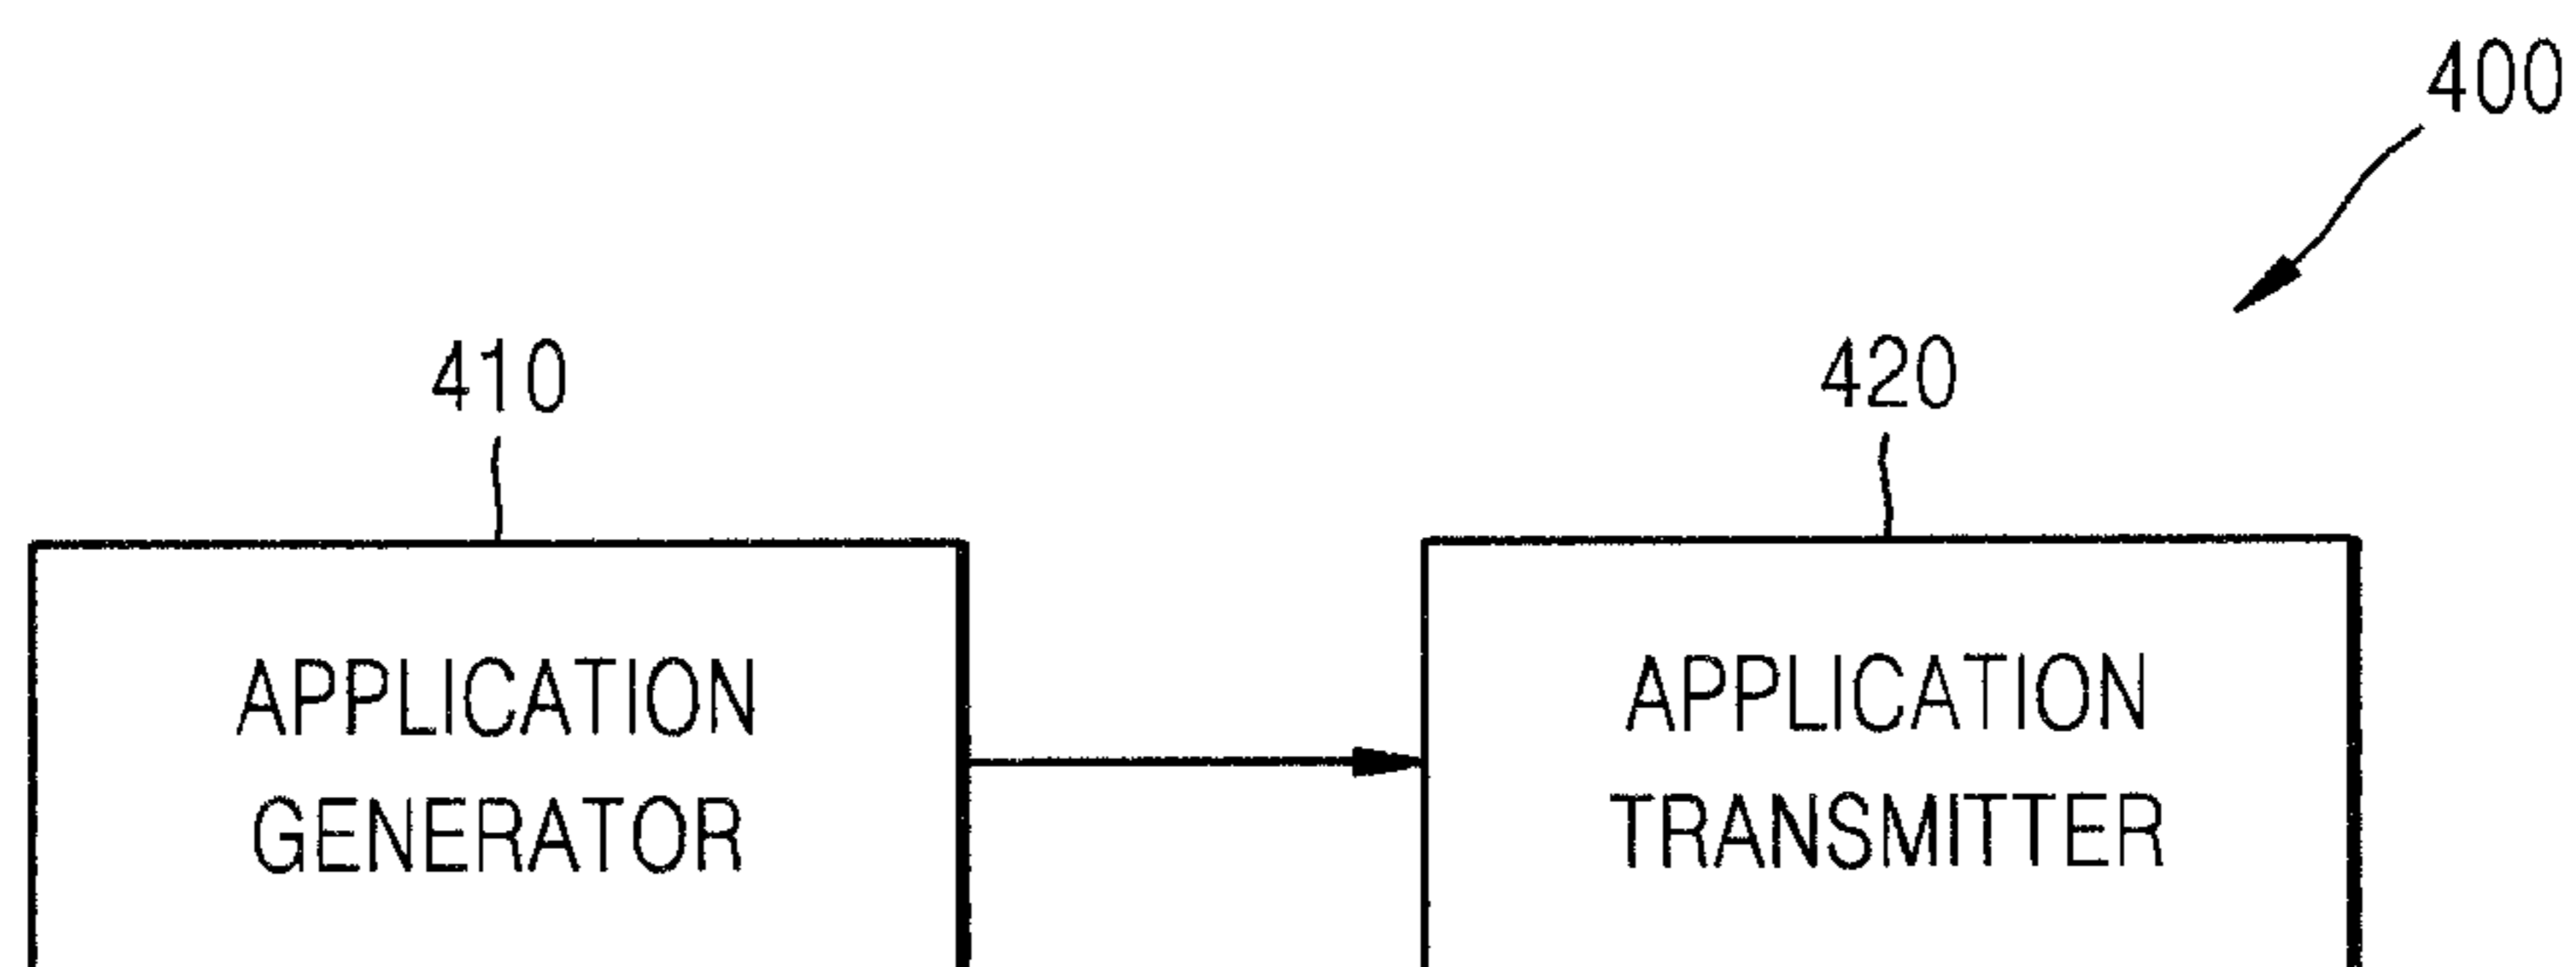 400
410
420
APPLICATION
GENERATOR
APPLICATION
TRANSMITTER